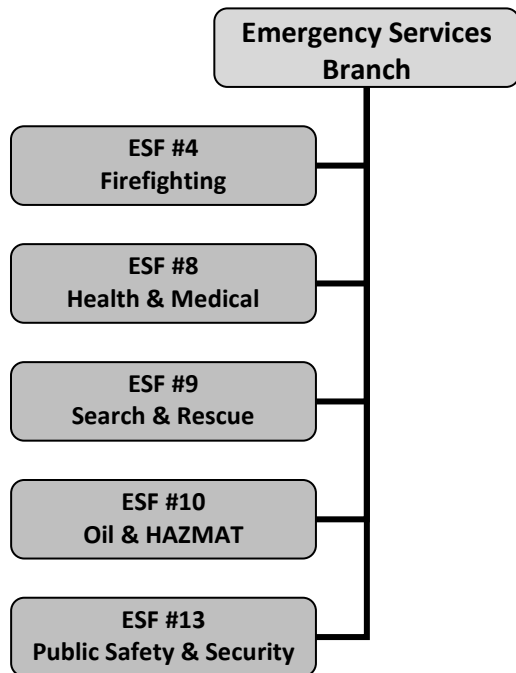 Emergency Services
Branch
ESF #4
Firefighting
ESF #8
Health & Medical
ESF #9
Search & Rescue
ESF #10
Oil & HAZMAT
ESF #13
Public Safety & Security